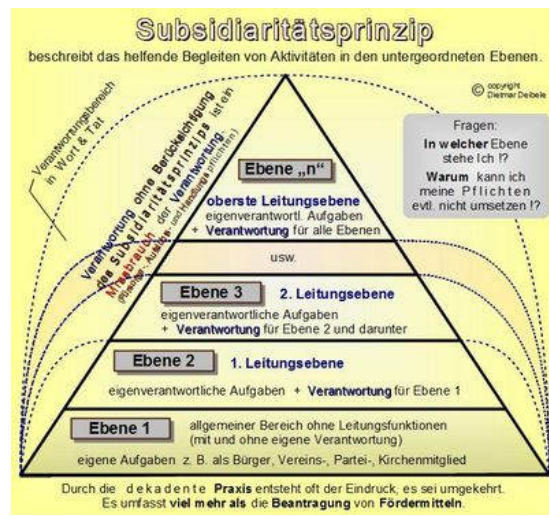 Subsidiaritätsprinzip
beschreibt das helfende Begleiten von Aktivitäten in den untergeordneten Ebenen.
© copyright
Dietmar Deibele
Verantwortungsbereich
in Wort & Tat
Verantwortung ohne Berücksichtigung
des Subsidiaritätsprinzips ist ein
Missbrauch der Verantwortung.
Fragen:
In welcher Ebene
stehe Ich !?
Warum kann ich
meine Pflichten
evtl. nicht umsetzen !?
Ebene „n"
oberste Leitungsebene
eigenverantwortl. Aufgaben
+ Verantwortung für alle Ebenen
usw.
Ebene 3 2. Leitungsebene
eigenverantwortliche Aufgaben
+ Verantwortung für Ebene 2 und darunter
Ebene 2 1. Leitungsebene
eigenverantwortliche Aufgaben + Verantwortung für Ebene 1
Ebene 1 allgemeiner Bereich ohne Leitungsfunktionen
(mit und ohne eigene Verantwortung)
eigene Aufgaben z. B. als Bürger, Vereins-, Partei-, Kirchenmitglied
Durch die dekadente Praxis entsteht oft der Eindruck, es sei umgekehrt.
Es umfasst viel mehr als die Beantragung von Fördermitteln.